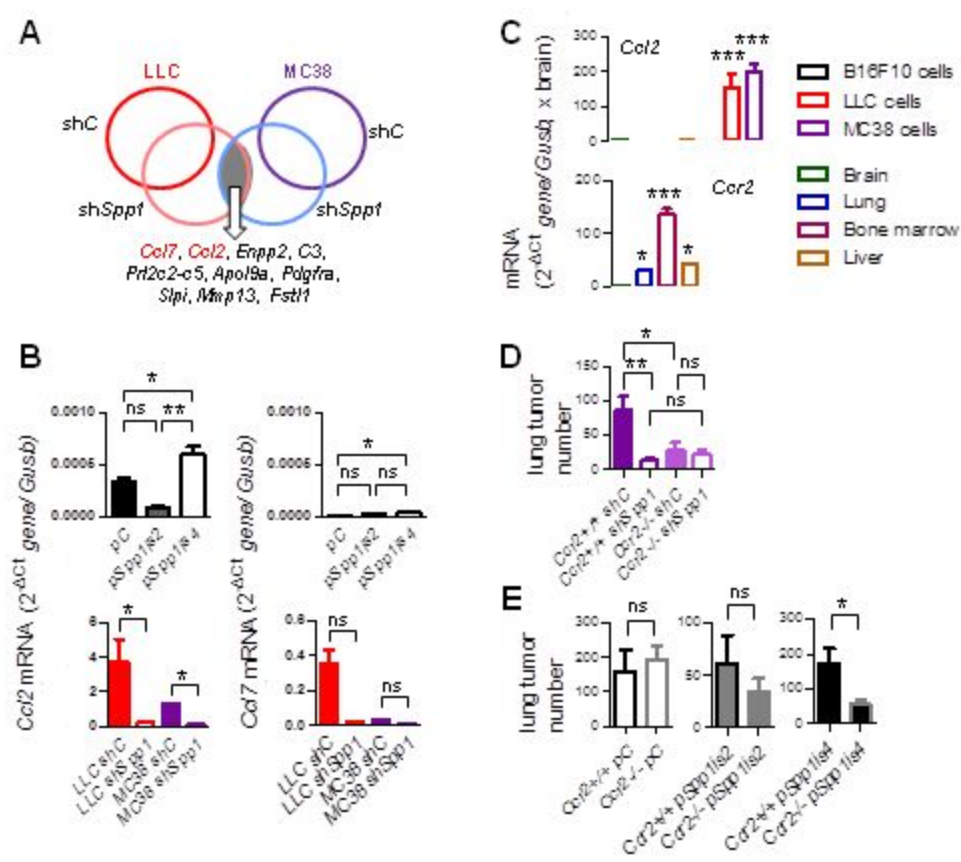 A
LLC
MC38
shC
shC
shSpp1
shSpp1
Ccl7, Ccl2, Enpp2, C3,
Prl2c2-c5, Apol9a, Pdgfra,
Slpi, Mmp13, Fstl1
B
Ccl2 mRNA (2^-ΔCt gene/Gusb)
*
ns
**
0.0010
0.0005
0.0000
pC
pSpp1is2
pSpp1is4
*
*
6
4
2
0
LLC shC
LLC shSpp1
MC38 shC
MC38 shSpp1
Ccl7 mRNA (2^-ΔCt gene/Gusb)
*
ns
ns
0.0010
0.0005
0.0000
pC
pSpp1is2
pSpp1is4
ns
ns
0.6
0.4
0.2
0.0
LLC shC
LLC shSpp1
MC38 shC
MC38 shSpp1
C
mRNA
(2^-ΔCt gene/Gusb, x brain)
Ccl2
300
200
100
0
***
***
Ccr2
200
100
0
*
***
*
B16F10 cells
LLC cells
MC38 cells
Brain
Lung
Bone marrow
Liver
D
lung tumor
number
150
100
50
0
*
**
ns
ns
Ccr2+/+ shC
Ccr2+/+ shSpp1
Ccr2-/- shC
Ccr2-/- shSpp1
E
lung tumor
number
300
200
100
0
ns
Ccr2+/+ pC
Ccr2-/- pC
100
50
0
ns
Ccr2+/+ pSpp1is2
Ccr2-/- pSpp1is2
300
200
100
0
*
Ccr2+/+ pSpp1is4
Ccr2-/- pSpp1is4